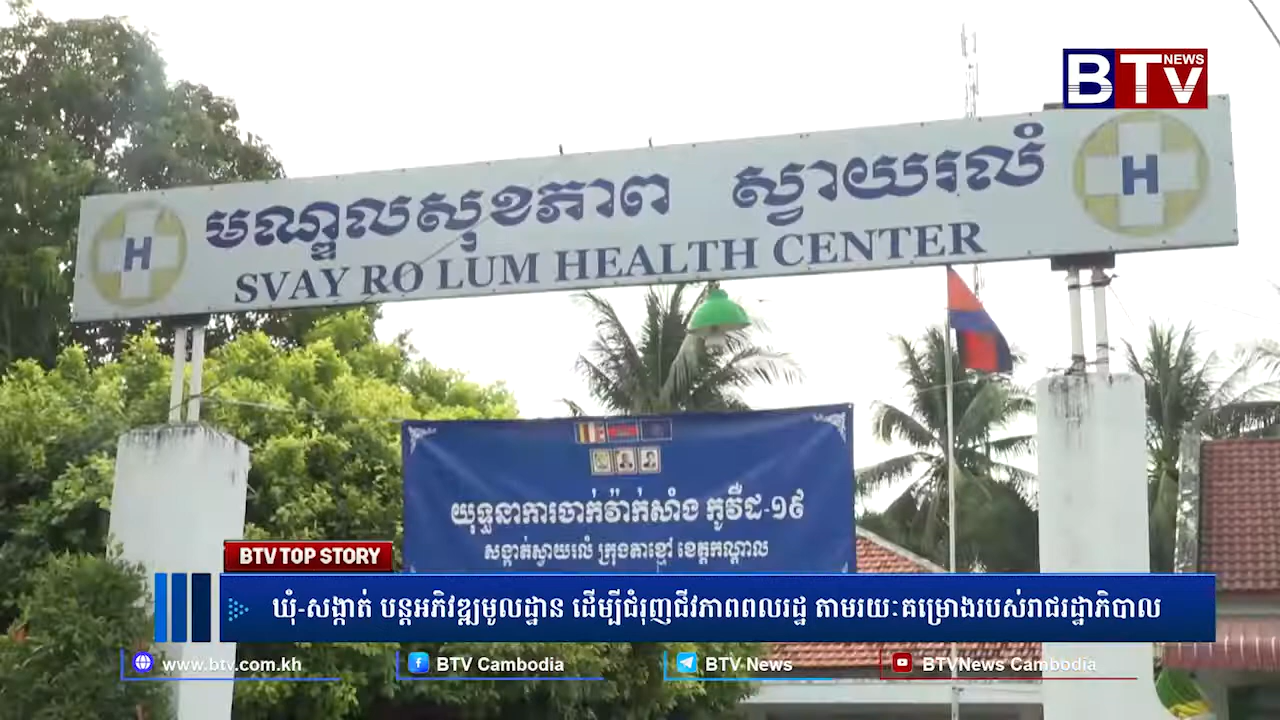 BTV NEWS
H
មណ្ឌលសុខភាព ស្វាយរលំ
H
SVAY RO LUM HEALTH CENTER
យុទ្ធនាការចាក់វ៉ាក់សាំង កូវីដ-១៩
សង្កាត់ស្វាយរលំ ក្រុងតាខ្មៅ ខេត្តកណ្តាល
BTV TOP STORY
ឃុំ-សង្កាត់ បន្តអភិវឌ្ឍមូលដ្ឋាន ដើម្បីជំរុញជីវភាពពលរដ្ឋ តាមរយៈគម្រោងរបស់រាជរដ្ឋាភិបាល
www.btv.com.kh
BTV Cambodia
BTV News
BTVNews Cambodia